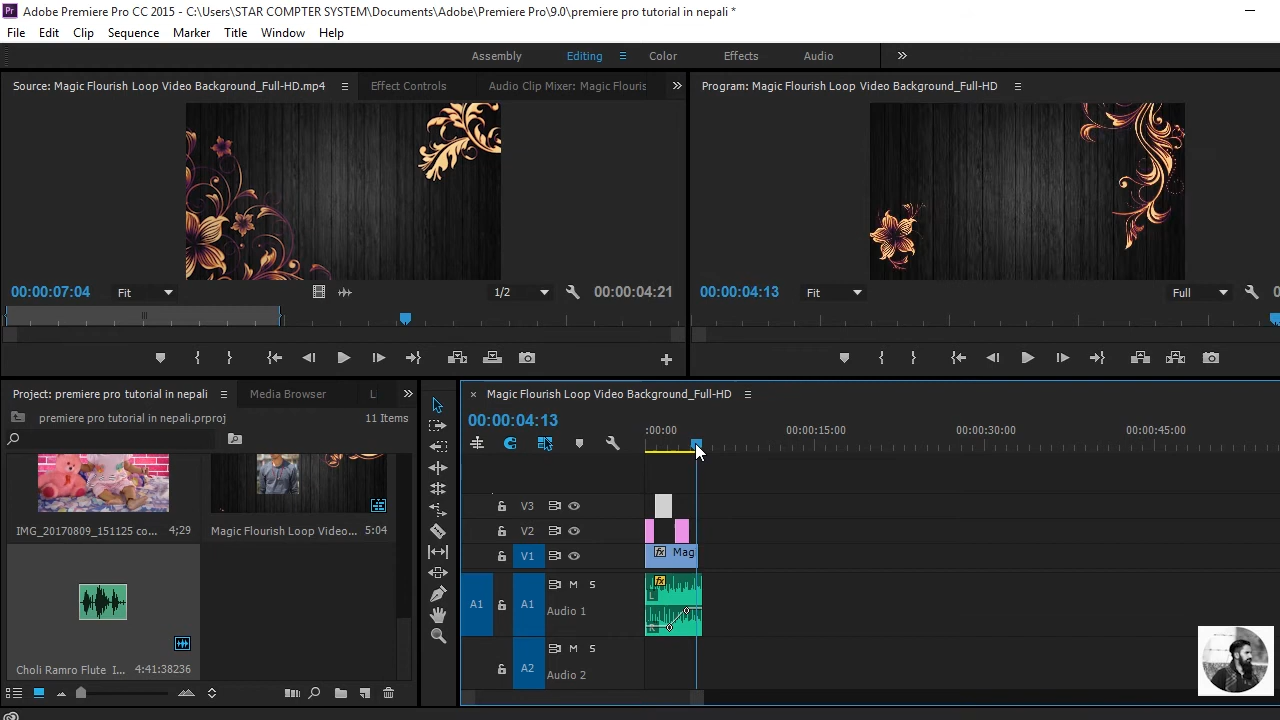 Pr Adobe Premiere Pro CC 2015 - C:\Users\STAR COMPTER SYSTEM\Documents\Adobe\Premiere Pro\9.0\premiere pro tutorial in nepali *
File Edit Clip Sequence Marker Title Window Help
Assembly Editing Color Effects Audio
Source: Magic Flourish Loop Video Background_Full-HD.mp4 Effect Controls Audio Clip Mixer: Magic Flouris
Program: Magic Flourish Loop Video Background_Full-HD
00:00:07:04 Fit 1/2 00:00:04:21
00:00:04:13 Fit Full 0
Project: premiere pro tutorial in nepali Media Browser L
premiere pro tutorial in nepali.prproj 11 Items
IMG_20170809_151125 co... 4;29
Magic Flourish Loop Video... 5:04
Choli Ramro Flute I... 4:41:38236
× Magic Flourish Loop Video Background_Full-HD
00:00:04:13
:00:00 00:00:15:00 00:00:30:00 00:00:45:00
V3
V2
V1 fx Mag
A1 A1 M S fx
Audio 1
L
R
A2 M S
Audio 2